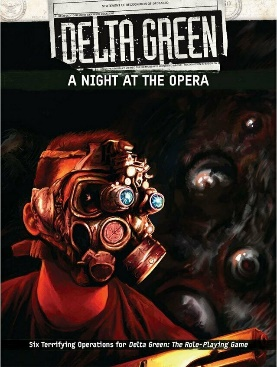 DELTA GREEN
A NIGHT AT THE OPERA
Six Terrifying Operations for Delta Green: The Role-Playing Game